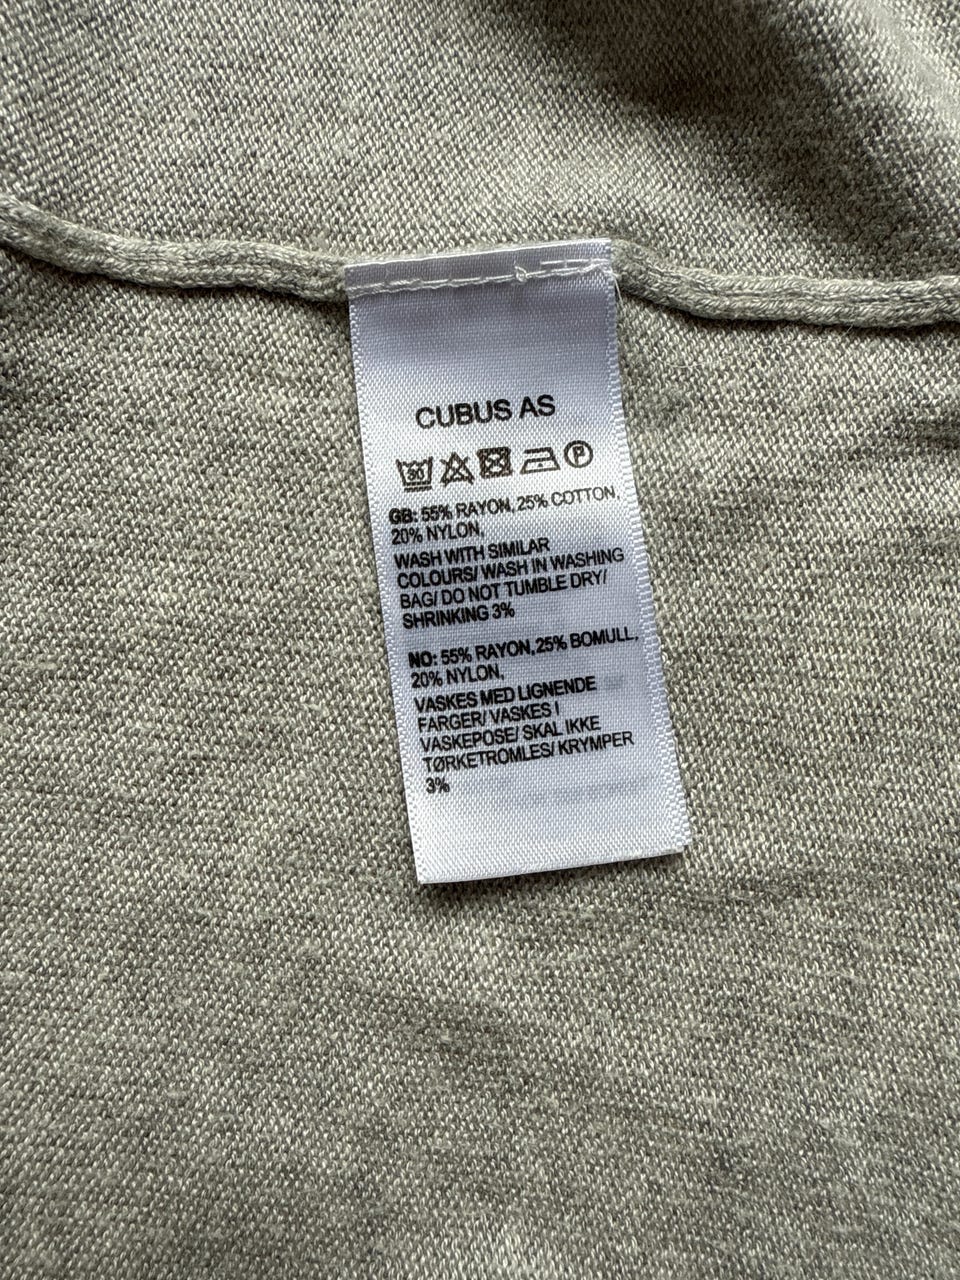 CUBUS AS
P
GB: 55% RAYON, 25% COTTON,
20% NYLON,
WASH WITH SIMILAR
COLOURS/ WASH IN WASHING
BAG/ DO NOT TUMBLE DRY/
SHRINKING 3%
NO: 55% RAYON, 25% BOMULL,
20% NYLON,
VASKES MED LIGNENDE
FARGER/ VASKES I
VASKEPOSE/ SKAL IKKE
TØRKETROMLES/ KRYMPER
3%